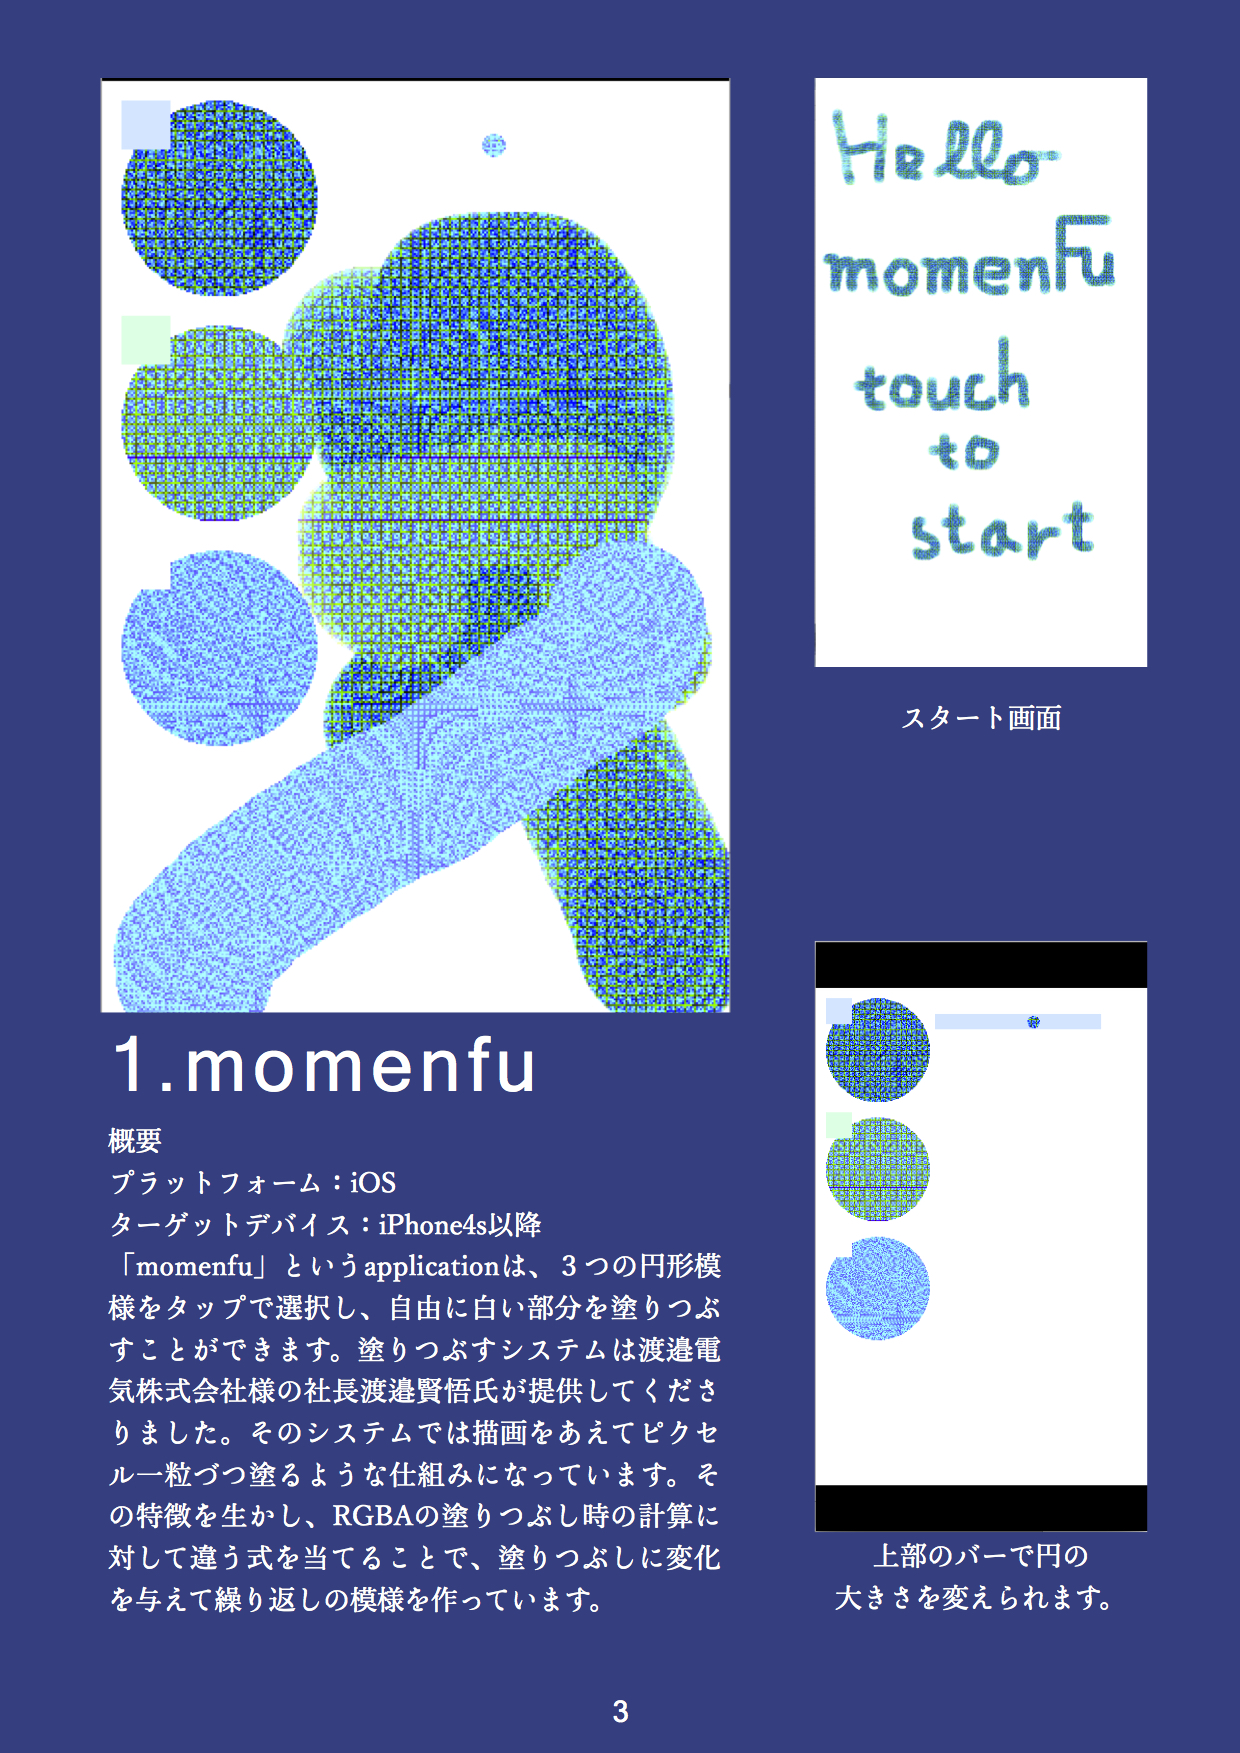 Hello
momenFu
touch
to
start
スタート画面
1.momenfu
概要
プラットフォーム：iOS
ターゲットデバイス：iPhone4s以降
「momenfu」というapplicationは、３つの円形模
様をタップで選択し、自由に白い部分を塗りつぶ
すことができます。塗りつぶすシステムは渡邉電
気株式会社様の社長渡邉賢悟氏が提供してくださ
りました。そのシステムでは描画をあえてピクセ
ル一粒づつ塗るような仕組みになっています。そ
の特徴を生かし、RGBAの塗りつぶし時の計算に
対して違う式を当てることで、塗りつぶしに変化
を与えて繰り返しの模様を作っています。
上部のバーで円の
大きさを変えられます。
3